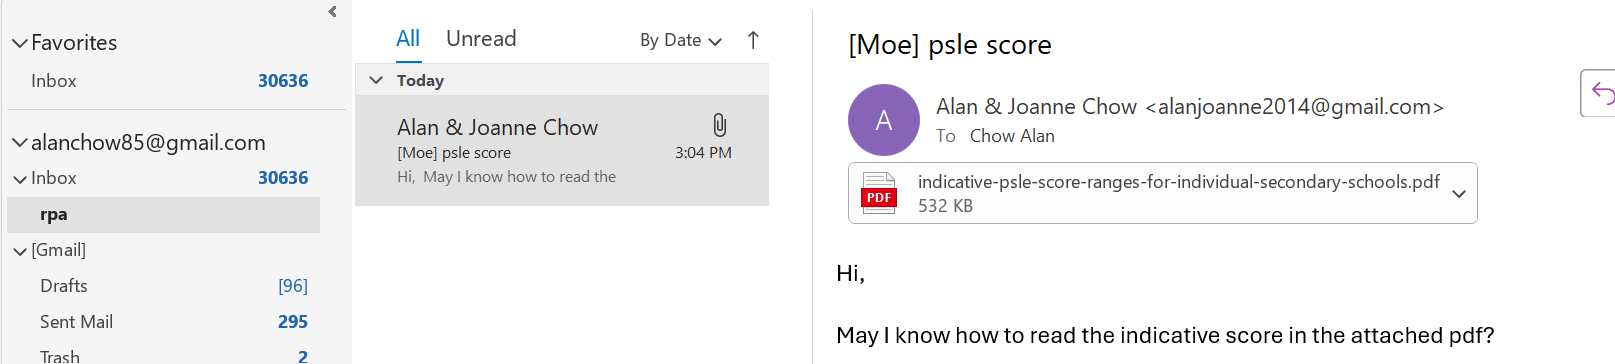 Favorites
Inbox 30636
alanchow85@gmail.com
Inbox 30636
rpa
[Gmail]
Drafts [96]
Sent Mail 295
Trash 2
All Unread By Date
Today
Alan & Joanne Chow
[Moe] psle score 3:04 PM
Hi, May I know how to read the
[Moe] psle score
A
Alan & Joanne Chow <alanjoanne2014@gmail.com>
To Chow Alan
PDF
indicative-psle-score-ranges-for-individual-secondary-schools.pdf
532 KB
Hi,
May I know how to read the indicative score in the attached pdf?